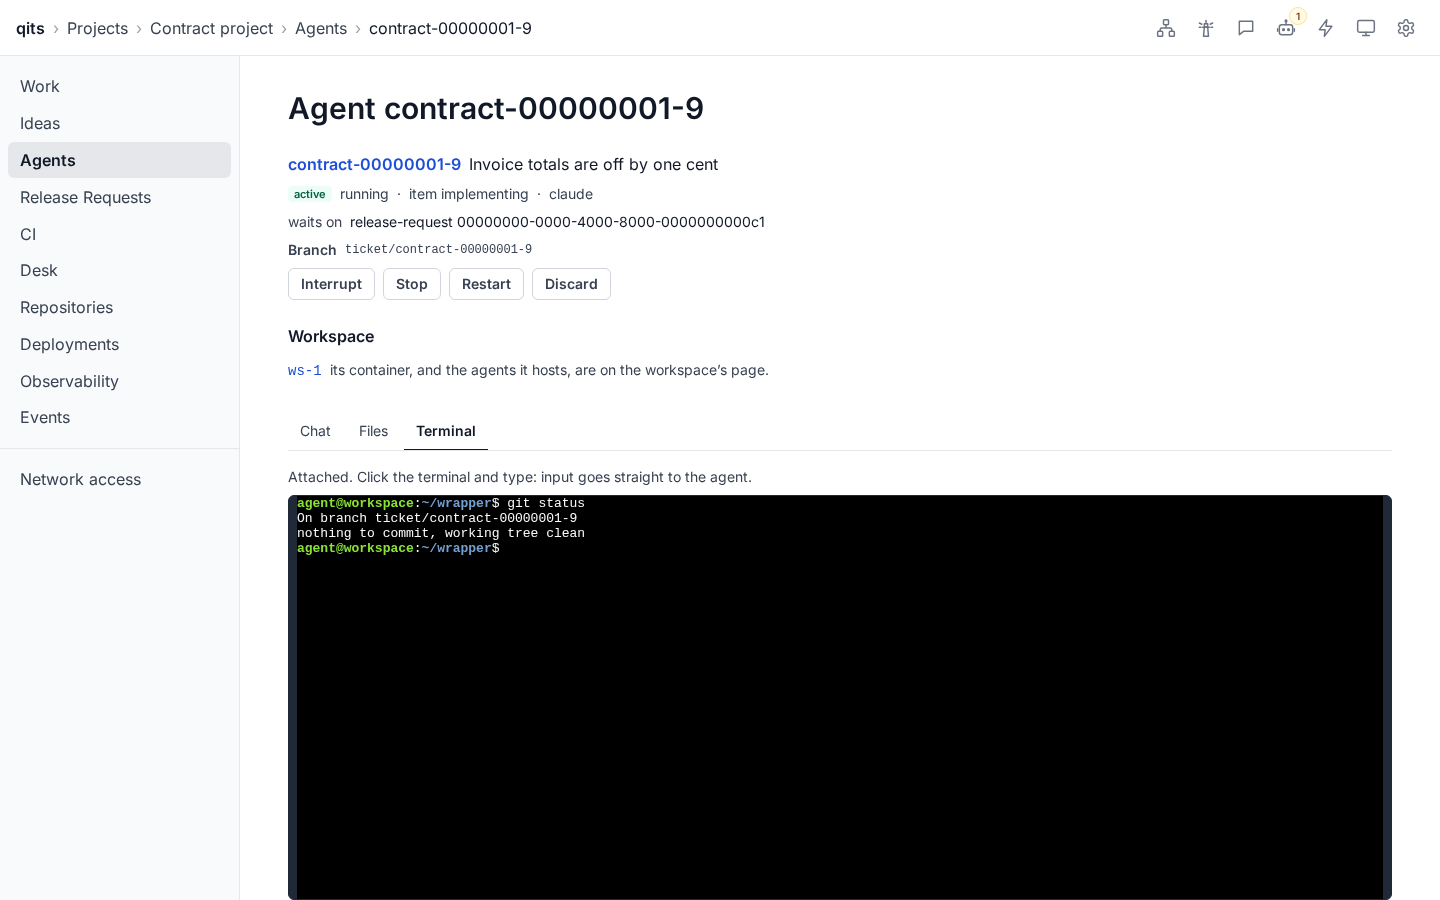 qits › Projects › Contract project › Agents › contract-00000001-9
1
Work
Ideas
Agents
Release Requests
CI
Desk
Repositories
Deployments
Observability
Events
Network access
Agent contract-00000001-9
contract-00000001-9 Invoice totals are off by one cent
active running · item implementing · claude
waits on release-request 00000000-0000-4000-8000-0000000000c1
Branch ticket/contract-00000001-9
Interrupt Stop Restart Discard
Workspace
ws-1 its container, and the agents it hosts, are on the workspace’s page.
Chat Files Terminal
Attached. Click the terminal and type: input goes straight to the agent.
agent@workspace:~/wrapper$ git status
On branch ticket/contract-00000001-9
nothing to commit, working tree clean
agent@workspace:~/wrapper$